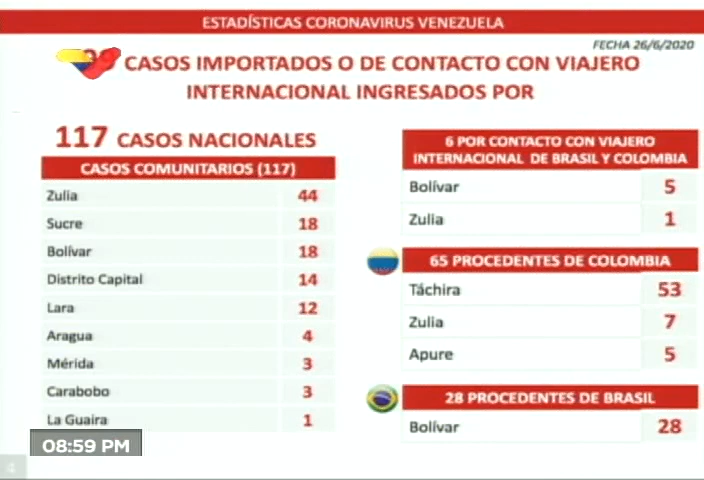 ESTADÍSTICAS CORONAVIRUS VENEZUELA
FECHA 26/6/2020
CASOS IMPORTADOS O DE CONTACTO CON VIAJERO
INTERNACIONAL INGRESADOS POR
117 CASOS NACIONALES
CASOS COMUNITARIOS (117)
Zulia 44
Sucre 18
Bolívar 18
Distrito Capital 14
Lara 12
Aragua 4
Mérida 3
Carabobo 3
La Guaira 1
6 POR CONTACTO CON VIAJERO
INTERNACIONAL DE BRASIL Y COLOMBIA
Bolívar 5
Zulia 1
65 PROCEDENTES DE COLOMBIA
Táchira 53
Zulia 7
Apure 5
28 PROCEDENTES DE BRASIL
Bolívar 28
08:59 PM
4